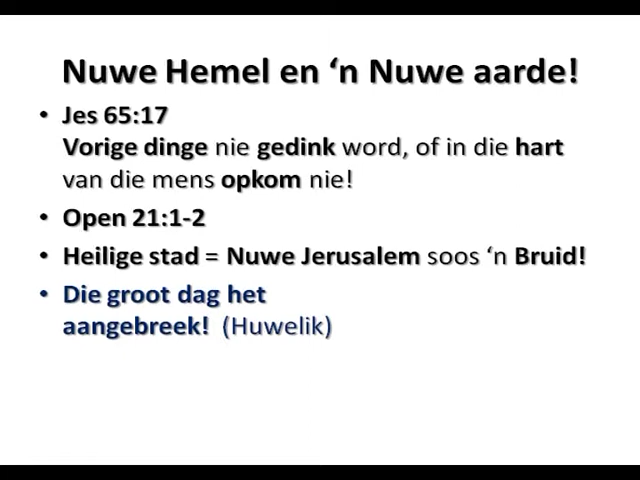 Nuwe Hemel en ‘n Nuwe aarde!
• Jes 65:17
Vorige dinge nie gedink word, of in die hart
van die mens opkom nie!
• Open 21:1-2
• Heilige stad = Nuwe Jerusalem soos ‘n Bruid!
• Die groot dag het
aangebreek! (Huwelik)